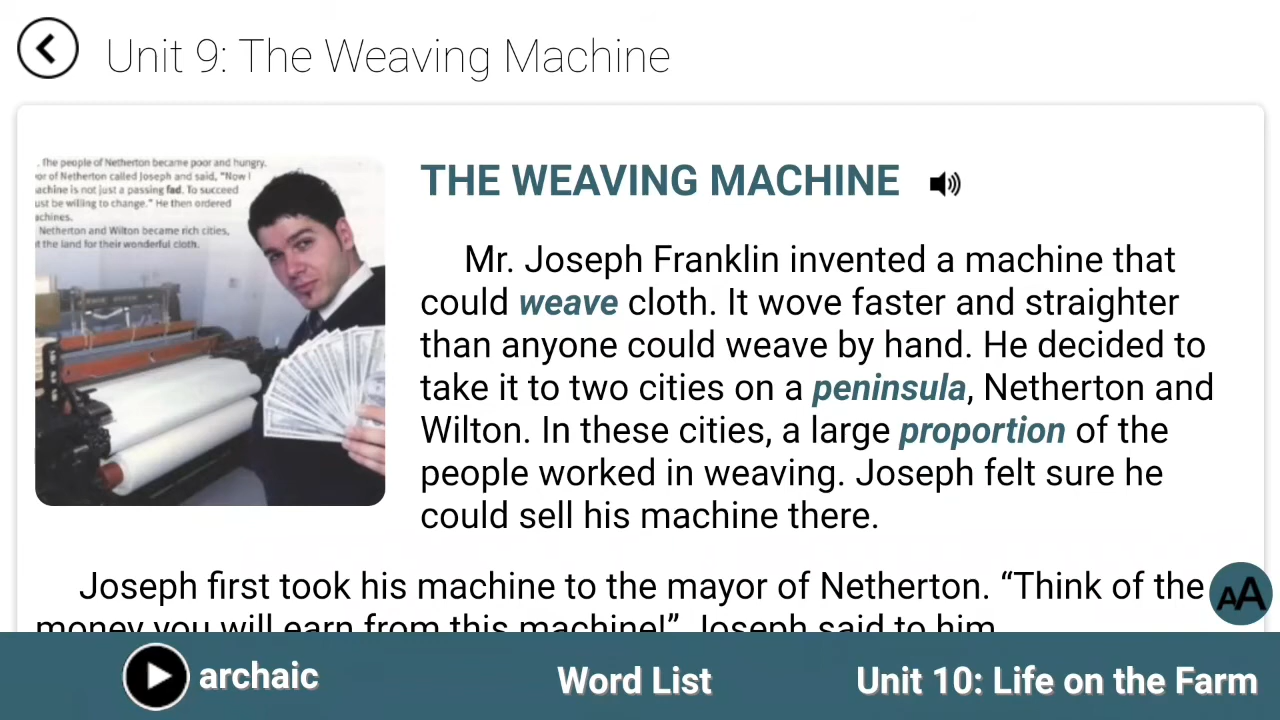 Unit 9: The Weaving Machine
. The people of Netherton became poor and hungry.
or of Netherton called Joseph and said, "Now I
achine is not just a passing fad. To succeed
ust be willing to change." He then ordered
achines.
Netherton and Wilton became rich cities,
t the land for their wonderful cloth.
THE WEAVING MACHINE
Mr. Joseph Franklin invented a machine that
could weave cloth. It wove faster and straighter
than anyone could weave by hand. He decided to
take it to two cities on a peninsula, Netherton and
Wilton. In these cities, a large proportion of the
people worked in weaving. Joseph felt sure he
could sell his machine there.
Joseph first took his machine to the mayor of Netherton. “Think of the
money you will earn from this machine!” Joseph said to him.
AA
archaic
Word List
Unit 10: Life on the Farm